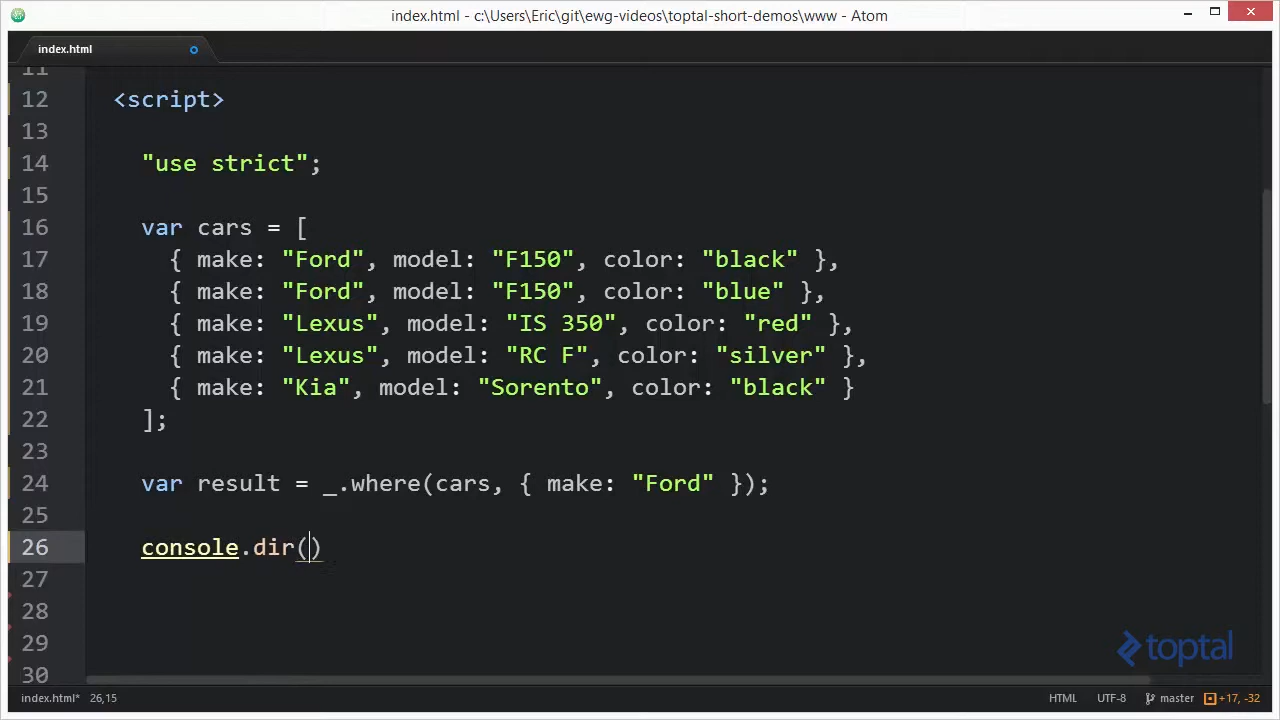 index.html - c:\Users\Eric\git\ewg-videos\toptal-short-demos\www - Atom
index.html
11
12 <script>
13
14 "use strict";
15
16 var cars = [
17 { make: "Ford", model: "F150", color: "black" },
18 { make: "Ford", model: "F150", color: "blue" },
19 { make: "Lexus", model: "IS 350", color: "red" },
20 { make: "Lexus", model: "RC F", color: "silver" },
21 { make: "Kia", model: "Sorento", color: "black" }
22 ];
23
24 var result = _.where(cars, { make: "Ford" });
25
26 console.dir()
27
28
29
30
toptal
index.html* 26,15 HTML UTF-8 master +17, -32